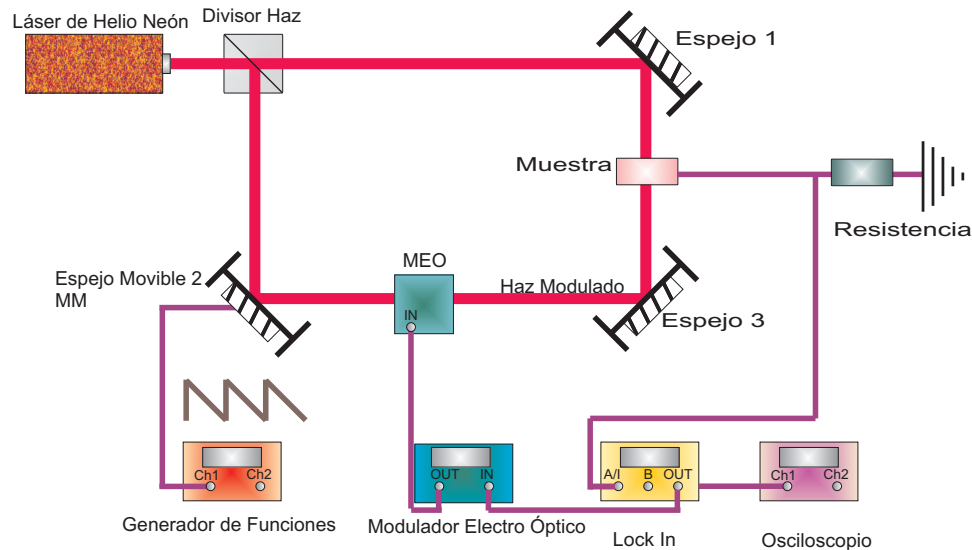 Láser de Helio Neón
Divisor Haz
Espejo 1
Muestra
Resistencia
Espejo Movible 2
MM
MEO
IN
Haz Modulado
Espejo 3
Ch1
Ch2
Generador de Funciones
OUT
IN
Modulador Electro Óptico
A/I
B
OUT
Lock In
Ch1
Ch2
Osciloscopio